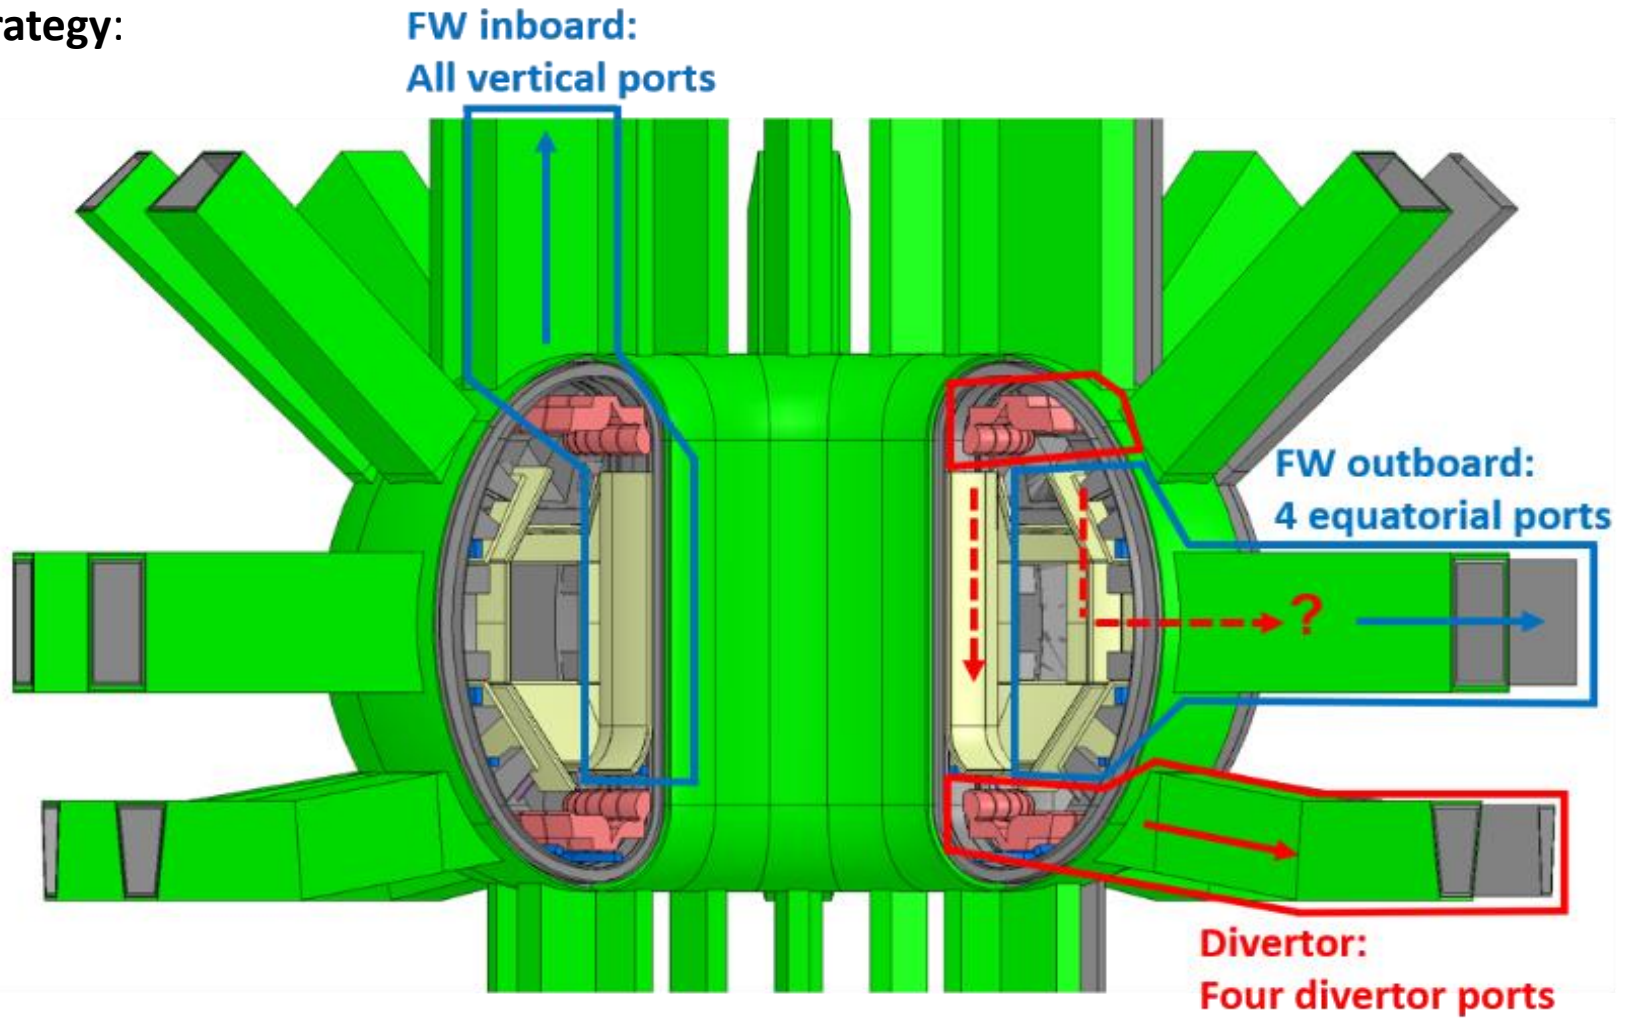 rategy:
FW inboard:
All vertical ports
FW outboard:
4 equatorial ports
?
Divertor:
Four divertor ports